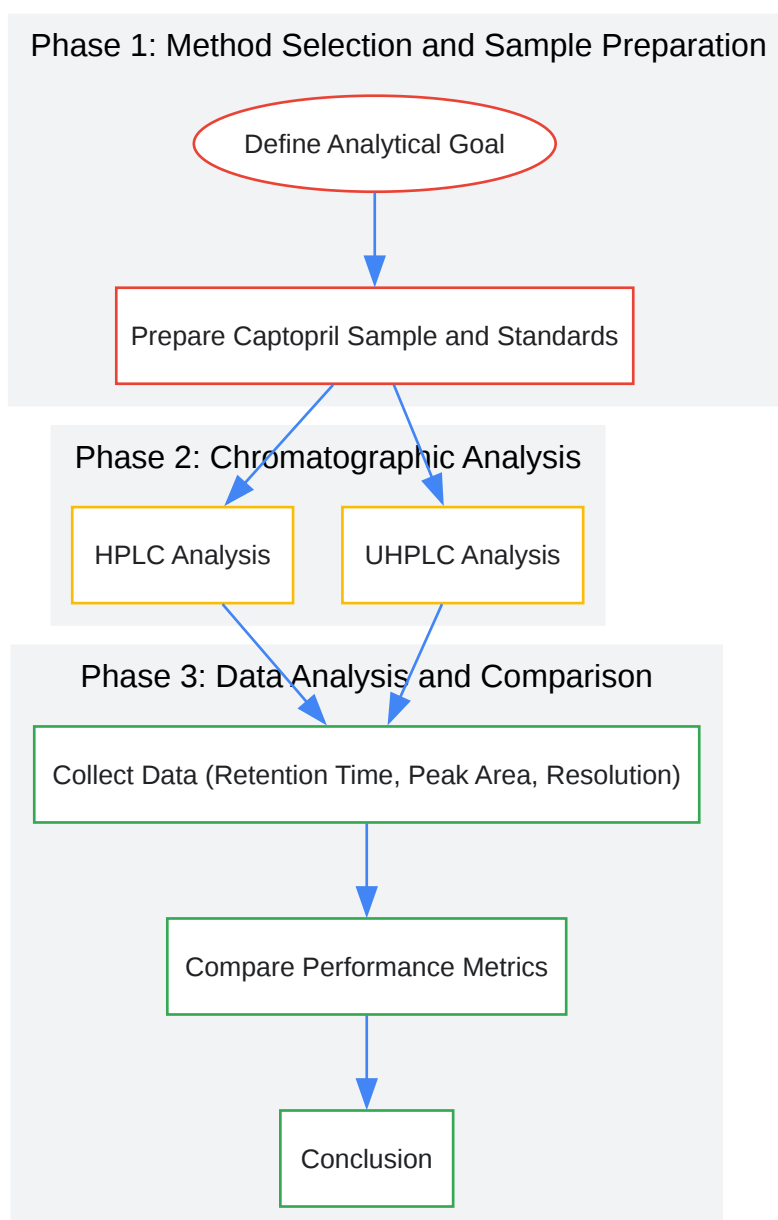 Phase 1: Method Selection and Sample Preparation
Define Analytical Goal
Prepare Captopril Sample and Standards
Phase 2: Chromatographic Analysis
HPLC Analysis
UHPLC Analysis
Phase 3: Data Analysis and Comparison
Collect Data (Retention Time, Peak Area, Resolution)
Compare Performance Metrics
Conclusion